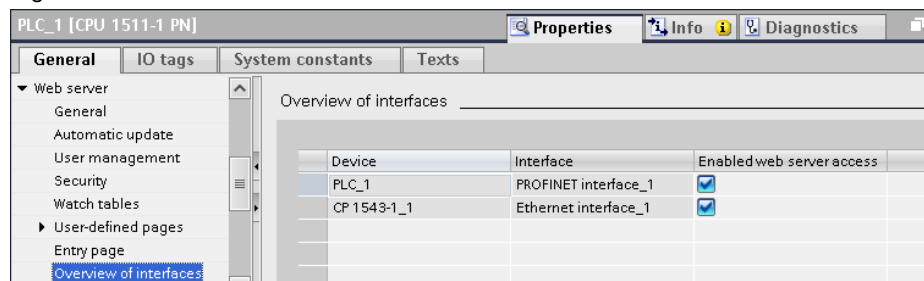 PLC_1 [CPU 1511-1 PN]
Properties
Info
Diagnostics
General
IO tags
System constants
Texts
Web server
General
Automatic update
User management
Security
Watch tables
User-defined pages
Entry page
Overview of interfaces
Overview of interfaces
Device Interface Enabled web server access
PLC_1 PROFINET interface_1
CP 1543-1_1 Ethernet interface_1